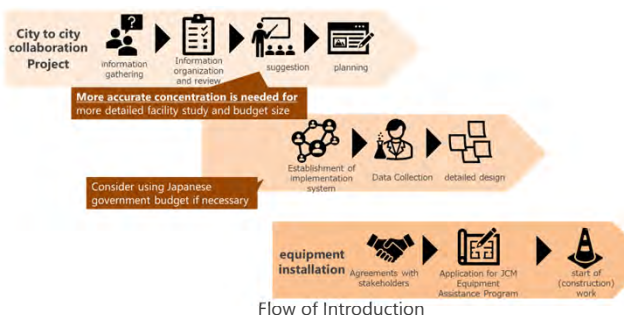 City to city
collaboration
Project
information
gathering
Information
organization
and review
suggestion
planning
More accurate concentration is needed for
more detailed facility study and budget size
Establishment of
implementation
system
Data Collection
detailed design
Consider using Japanese
government budget if necessary
equipment
installation
Agreements with
stakeholders
Application for JCM
Equipment
Assistance Program
start of
(construction)
work
Flow of Introduction